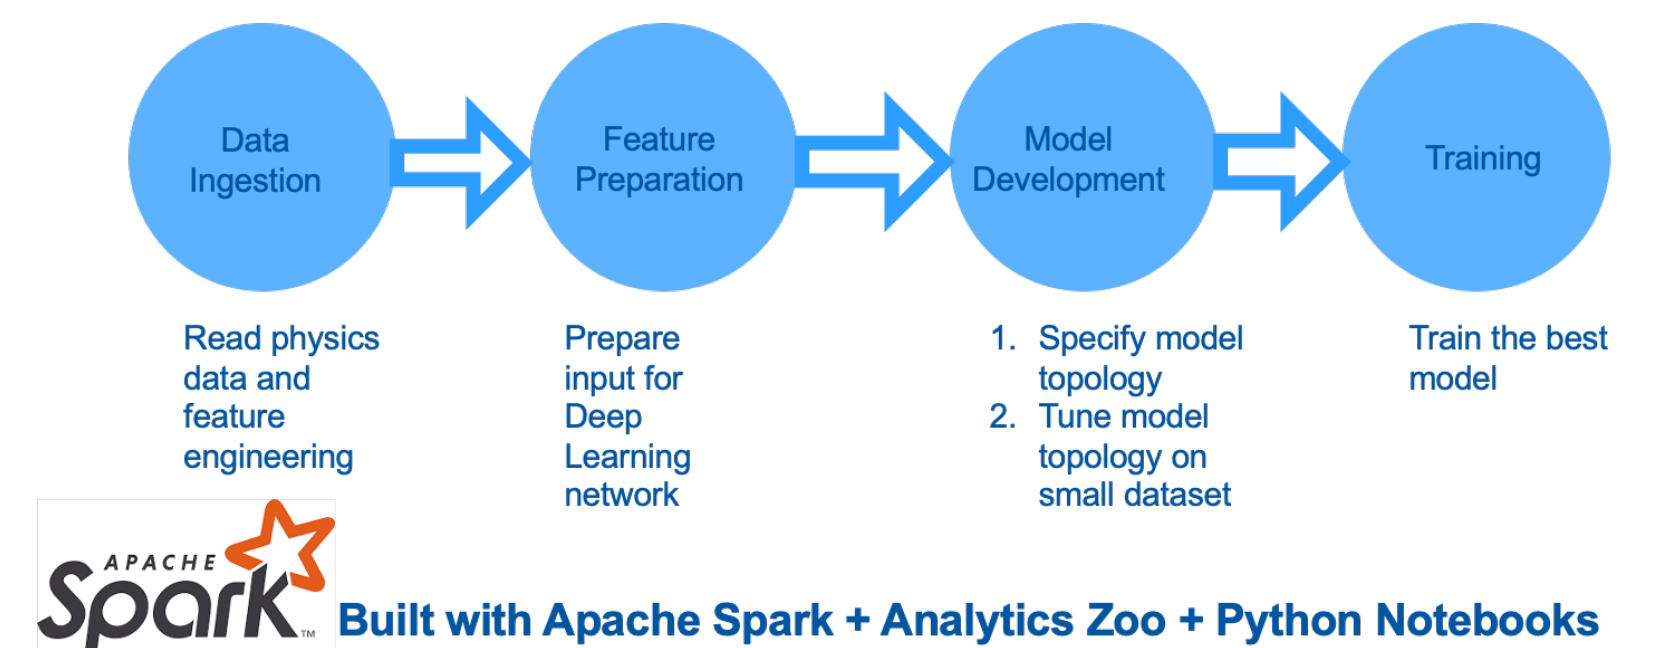 Data
Ingestion
Feature
Preparation
Model
Development
Training
Read physics
data and
feature
engineering
Prepare
input for
Deep
Learning
network
1. Specify model
topology
2. Tune model
topology on
small dataset
Train the best
model
APACHE
Spark™
Built with Apache Spark + Analytics Zoo + Python Notebooks